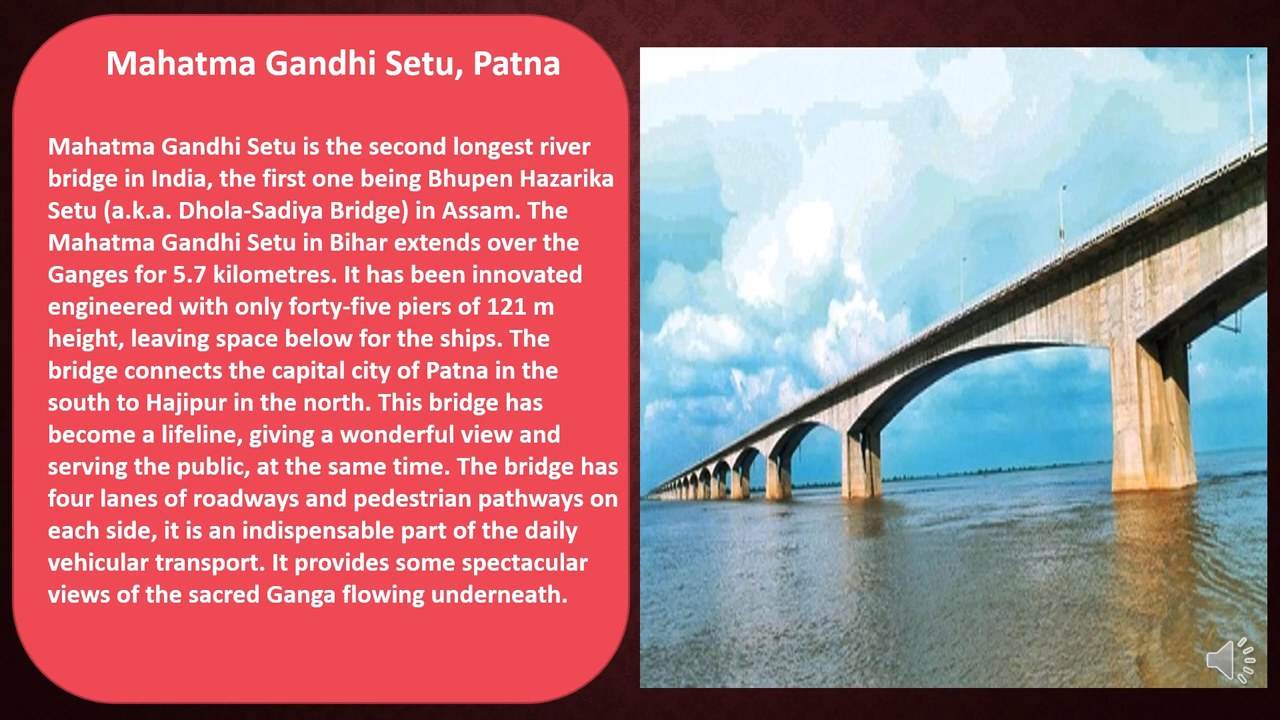 Mahatma Gandhi Setu, Patna
Mahatma Gandhi Setu is the second longest river
bridge in India, the first one being Bhupen Hazarika
Setu (a.k.a. Dhola-Sadiya Bridge) in Assam. The
Mahatma Gandhi Setu in Bihar extends over the
Ganges for 5.7 kilometres. It has been innovated
engineered with only forty-five piers of 121 m
height, leaving space below for the ships. The
bridge connects the capital city of Patna in the
south to Hajipur in the north. This bridge has
become a lifeline, giving a wonderful view and
serving the public, at the same time. The bridge has
four lanes of roadways and pedestrian pathways on
each side, it is an indispensable part of the daily
vehicular transport. It provides some spectacular
views of the sacred Ganga flowing underneath.